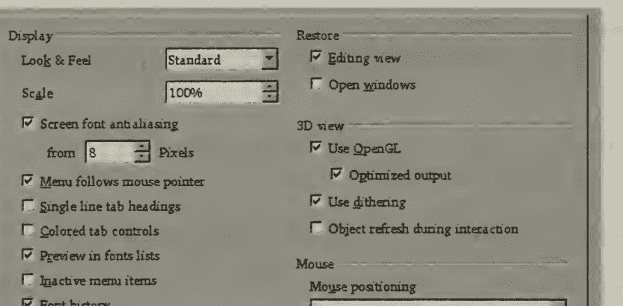 Display
Look & Feel
Standard
Scale
100%
Screen font antialiasing
from 8 Pixels
Menu follows mouse pointer
Single line tab headings
Colored tab controls
Preview in fonts lists
Inactive menu items
Font history
Restore
Editing view
Open windows
3D view
Use OpenGL
Optimized output
Use dithering
Object refresh during interaction
Mouse
Mouse positioning